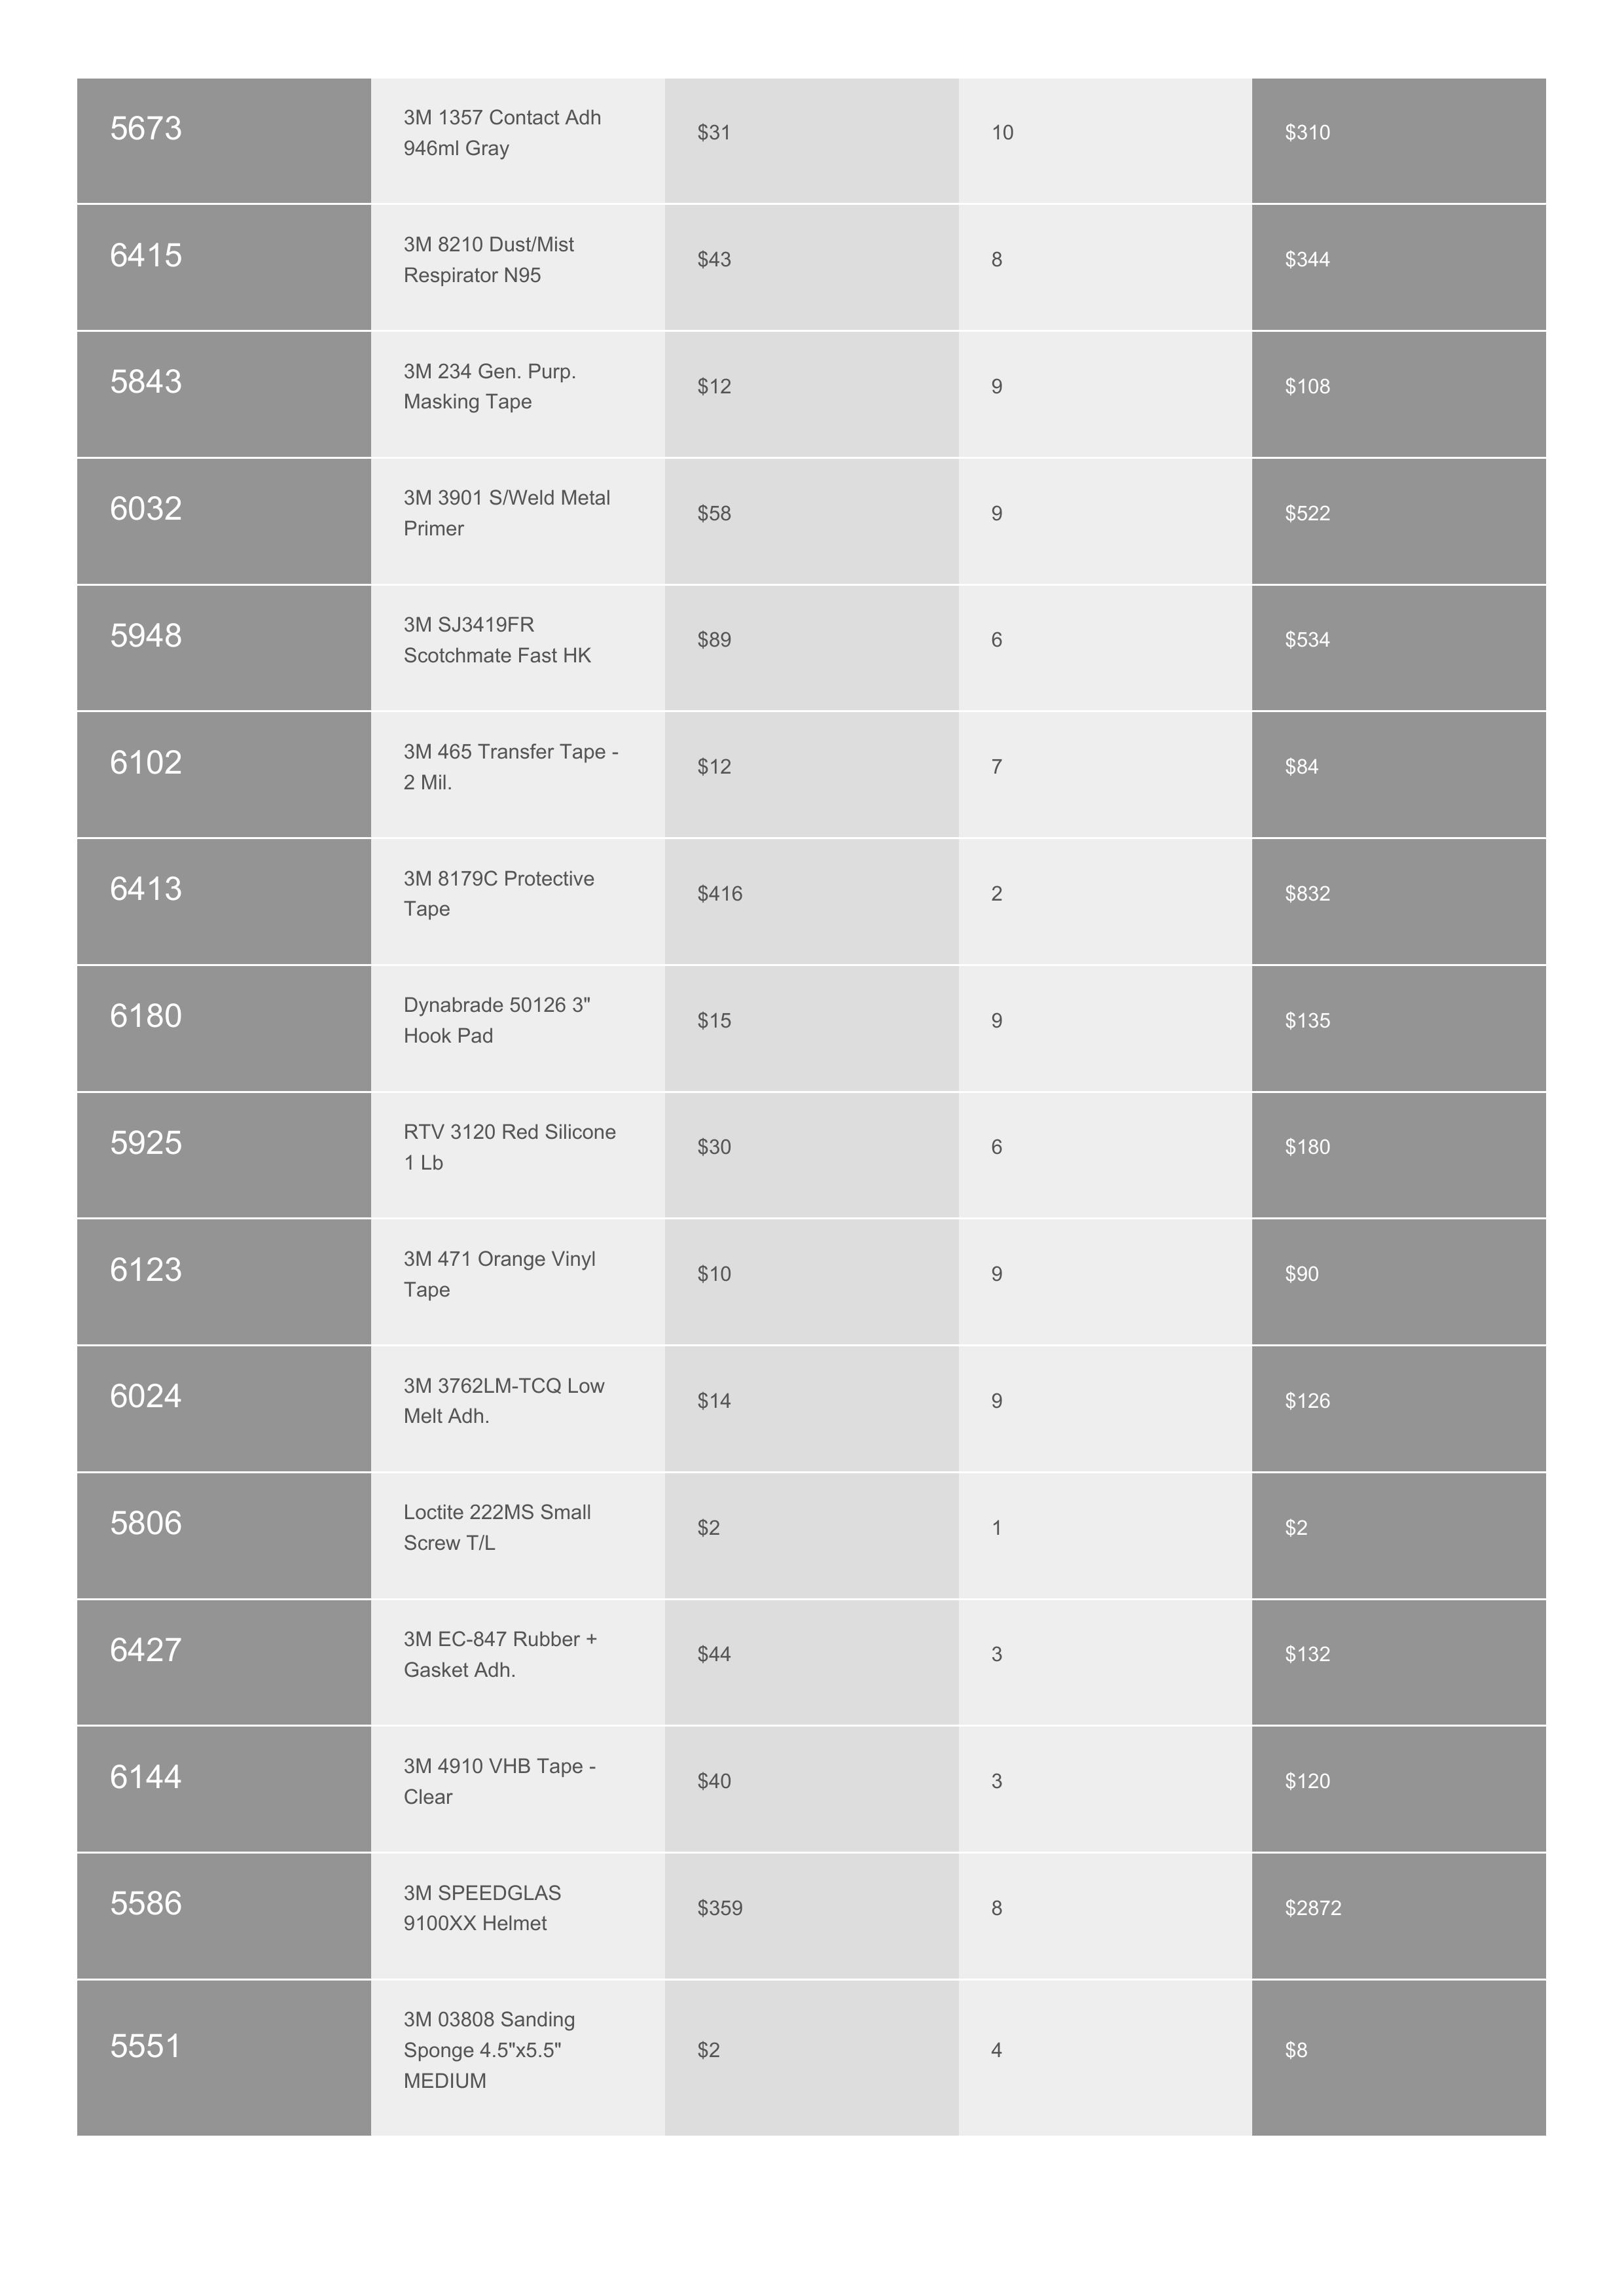 5673
3M 1357 Contact Adh
946ml Gray
$31
10
$310
6415
3M 8210 Dust/Mist
Respirator N95
$43
8
$344
5843
3M 234 Gen. Purp.
Masking Tape
$12
9
$108
6032
3M 3901 S/Weld Metal
Primer
$58
9
$522
5948
3M SJ3419FR
Scotchmate Fast HK
$89
6
$534
6102
3M 465 Transfer Tape -
2 Mil.
$12
7
$84
6413
3M 8179C Protective
Tape
$416
2
$832
6180
Dynabrade 50126 3"
Hook Pad
$15
9
$135
5925
RTV 3120 Red Silicone
1 Lb
$30
6
$180
6123
3M 471 Orange Vinyl
Tape
$10
9
$90
6024
3M 3762LM-TCQ Low
Melt Adh.
$14
9
$126
5806
Loctite 222MS Small
Screw T/L
$2
1
$2
6427
3M EC-847 Rubber +
Gasket Adh.
$44
3
$132
6144
3M 4910 VHB Tape -
Clear
$40
3
$120
5586
3M SPEEDGLAS
9100XX Helmet
$359
8
$2872
5551
3M 03808 Sanding
Sponge 4.5"x5.5"
MEDIUM
$2
4
$8